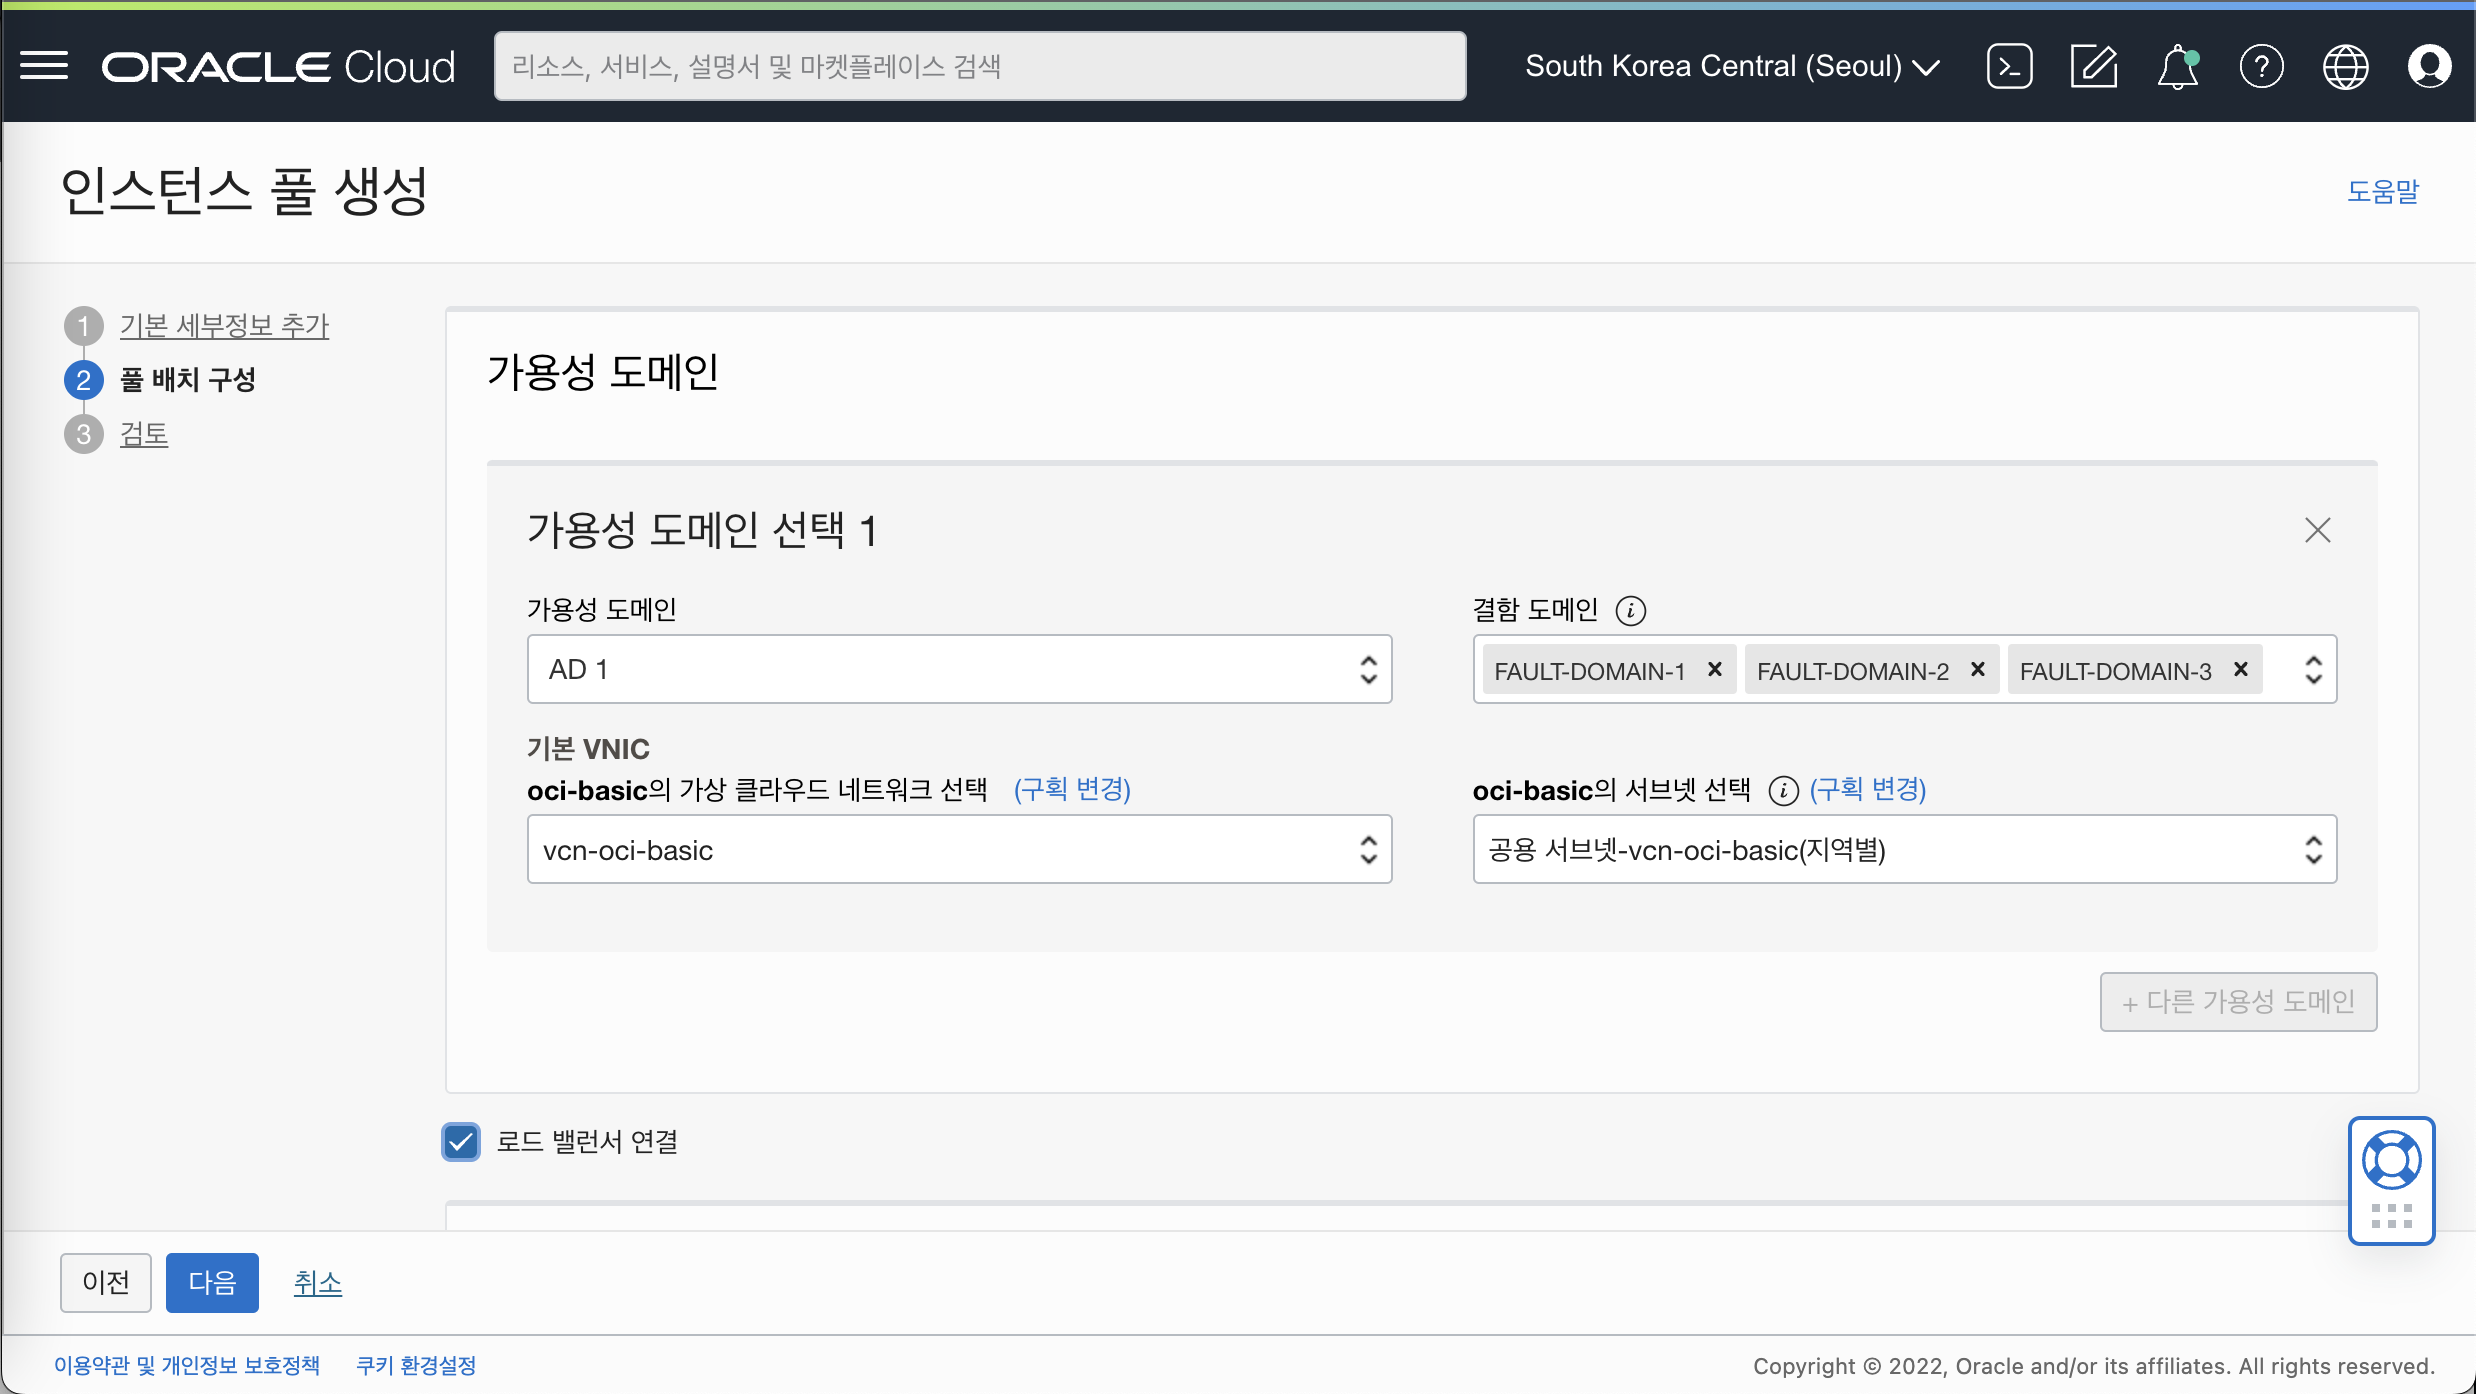 ORACLE Cloud
리소스, 서비스, 설명서 및 마켓플레이스 검색
South Korea Central (Seoul)
인스턴스 풀 생성
도움말
1 기본 세부정보 추가
2 풀 배치 구성
3 검토
가용성 도메인
가용성 도메인 선택 1
가용성 도메인
AD 1
결함 도메인
FAULT-DOMAIN-1 FAULT-DOMAIN-2 FAULT-DOMAIN-3
기본 VNIC
oci-basic의 가상 클라우드 네트워크 선택 (구획 변경)
vcn-oci-basic
oci-basic의 서브넷 선택 (구획 변경)
공용 서브넷-vcn-oci-basic(지역별)
+ 다른 가용성 도메인
로드 밸런서 연결
이전 다음 취소
이용약관 및 개인정보 보호정책 쿠키 환경설정
Copyright © 2022, Oracle and/or its affiliates. All rights reserved.